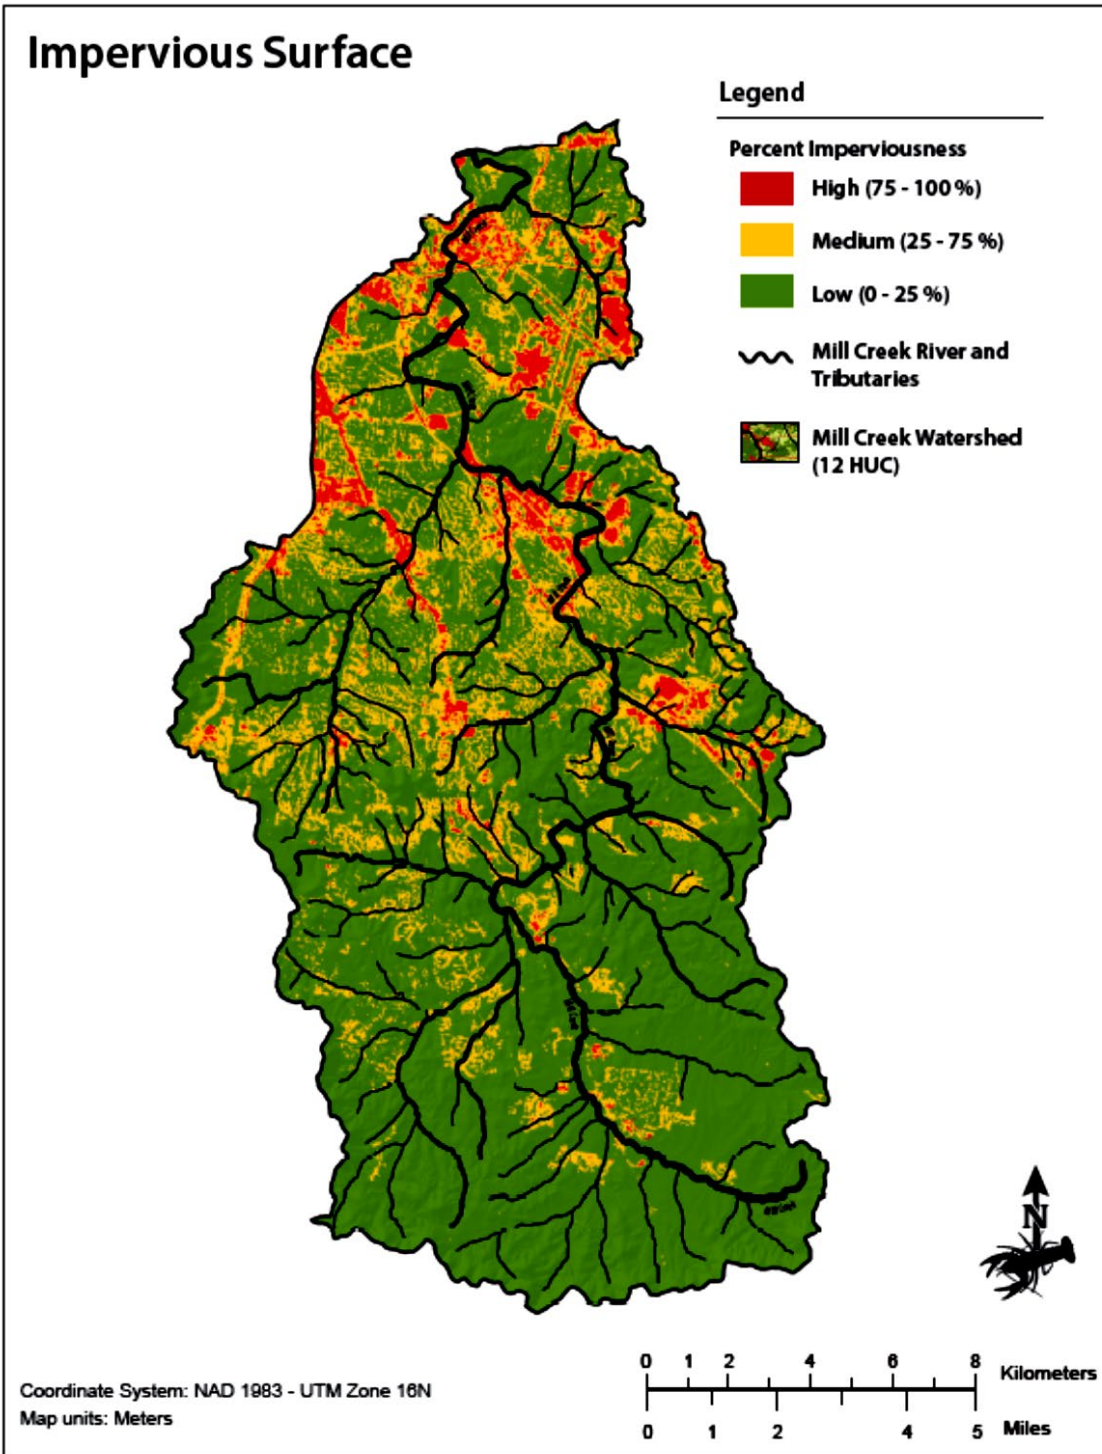 Impervious Surface
Legend
Percent Imperviousness
High (75 - 100 %)
Medium (25 - 75 %)
Low (0 - 25 %)
Mill Creek River and
Tributaries
Mill Creek Watershed
(12 HUC)
N
0 1 2 4 6 8 Kilometers
0 1 2 4 5 Miles
Coordinate System: NAD 1983 - UTM Zone 16N
Map units: Meters